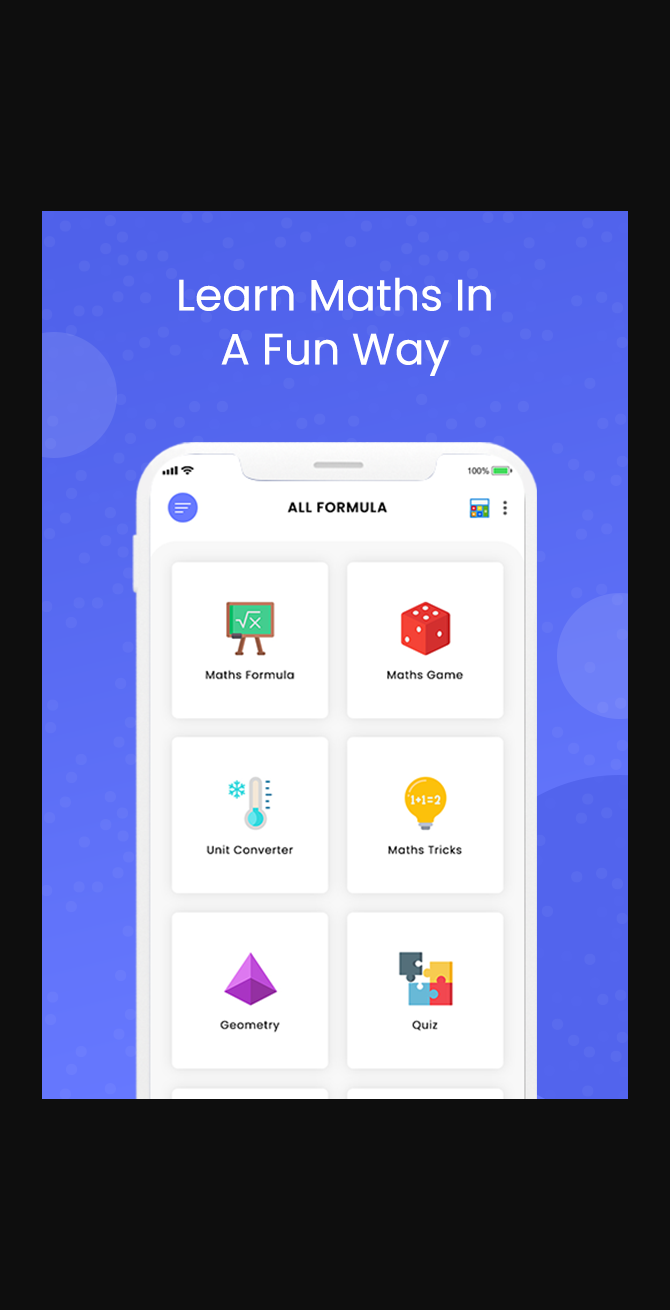 Learn Maths In
A Fun Way
100%
ALL FORMULA
√x
Maths Formula
Maths Game
1+1=2
Unit Converter
Maths Tricks
Geometry
Quiz